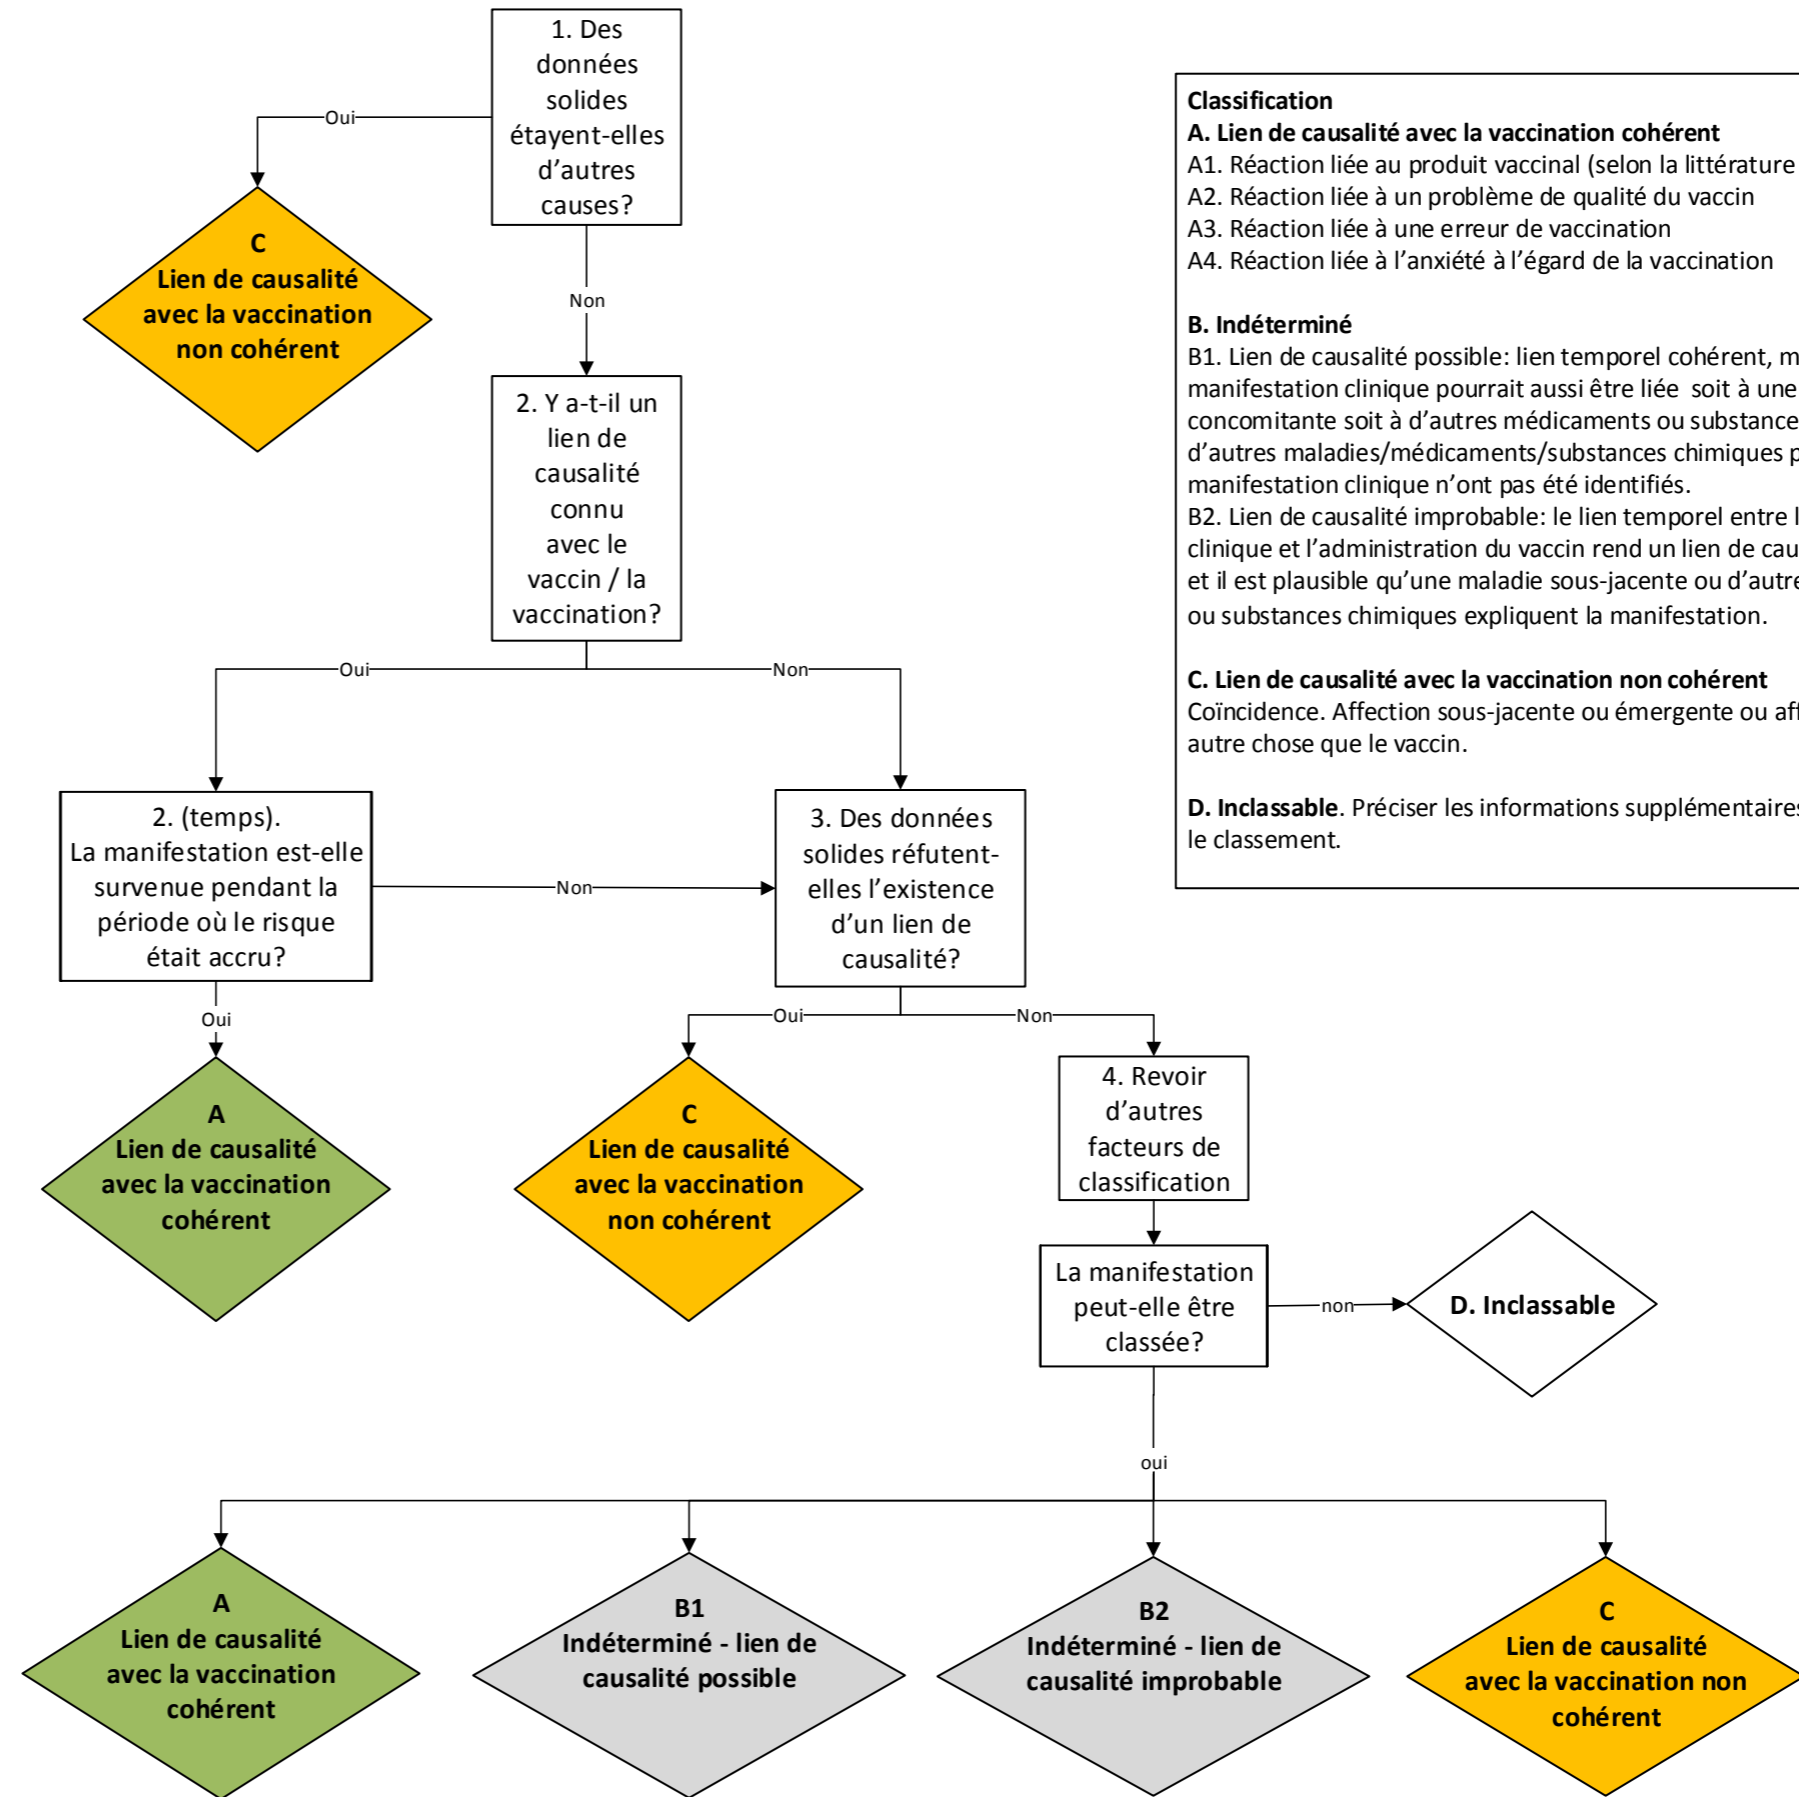 1. Des
données
solides
étayent-elles
d'autres
causes?
Oui
C
Lien de causalité
avec la vaccination
non cohérent
Non
2. Y a-t-il un
lien de
causalité
connu
avec le
vaccin / la
vaccination?
Oui
Non
2. (temps).
La manifestation est-elle
survenue pendant la
période où le risque
était accru?
Non
3. Des données
solides réfutent-
elles l'existence
d'un lien de
causalité?
Oui
A
Lien de causalité
avec la vaccination
cohérent
Oui
Non
C
Lien de causalité
avec la vaccination
non cohérent
4. Revoir
d'autres
facteurs de
classification
La manifestation
peut-elle être
classée?
non
D. Inclassable
oui
A
Lien de causalité
avec la vaccination
cohérent
B1
Indéterminé - lien de
causalité possible
B2
Indéterminé - lien de
causalité improbable
C
Lien de causalité
avec la vaccination non
cohérent
Classification
A. Lien de causalité avec la vaccination cohérent
A1. Réaction liée au produit vaccinal (selon la littérature
A2. Réaction liée à un problème de qualité du vaccin
A3. Réaction liée à une erreur de vaccination
A4. Réaction liée à l'anxiété à l'égard de la vaccination
B. Indéterminé
B1. Lien de causalité possible: lien temporel cohérent,
manifestation clinique pourrait aussi être liée soit à une
concomitante soit à d'autres médicaments ou substance
d'autres maladies/médicaments/substances chimiques
manifestation clinique n'ont pas été identifiés.
B2. Lien de causalité improbable: le lien temporel entre
clinique et l'administration du vaccin rend un lien de
et il est plausible qu'une maladie sous-jacente ou d'autre
ou substances chimiques expliquent la manifestation.
C. Lien de causalité avec la vaccination non cohérent
Coïncidence. Affection sous-jacente ou émergente ou
autre chose que le vaccin.
D. Inclassable. Préciser les informations supplémentaires
le classement.